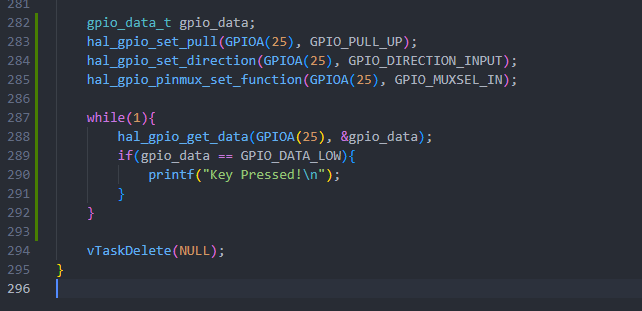 281
282 gpio_data_t gpio_data;
283 hal_gpio_set_pull(GPIOA(25), GPIO_PULL_UP);
284 hal_gpio_set_direction(GPIOA(25), GPIO_DIRECTION_INPUT);
285 hal_gpio_pinmux_set_function(GPIOA(25), GPIO_MUXSEL_IN);
286
287 while(1){
288 hal_gpio_get_data(GPIOA(25), &gpio_data);
289 if(gpio_data == GPIO_DATA_LOW){
290 printf("Key Pressed!\n");
291 }
292 }
293
294 vTaskDelete(NULL);
295 }
296